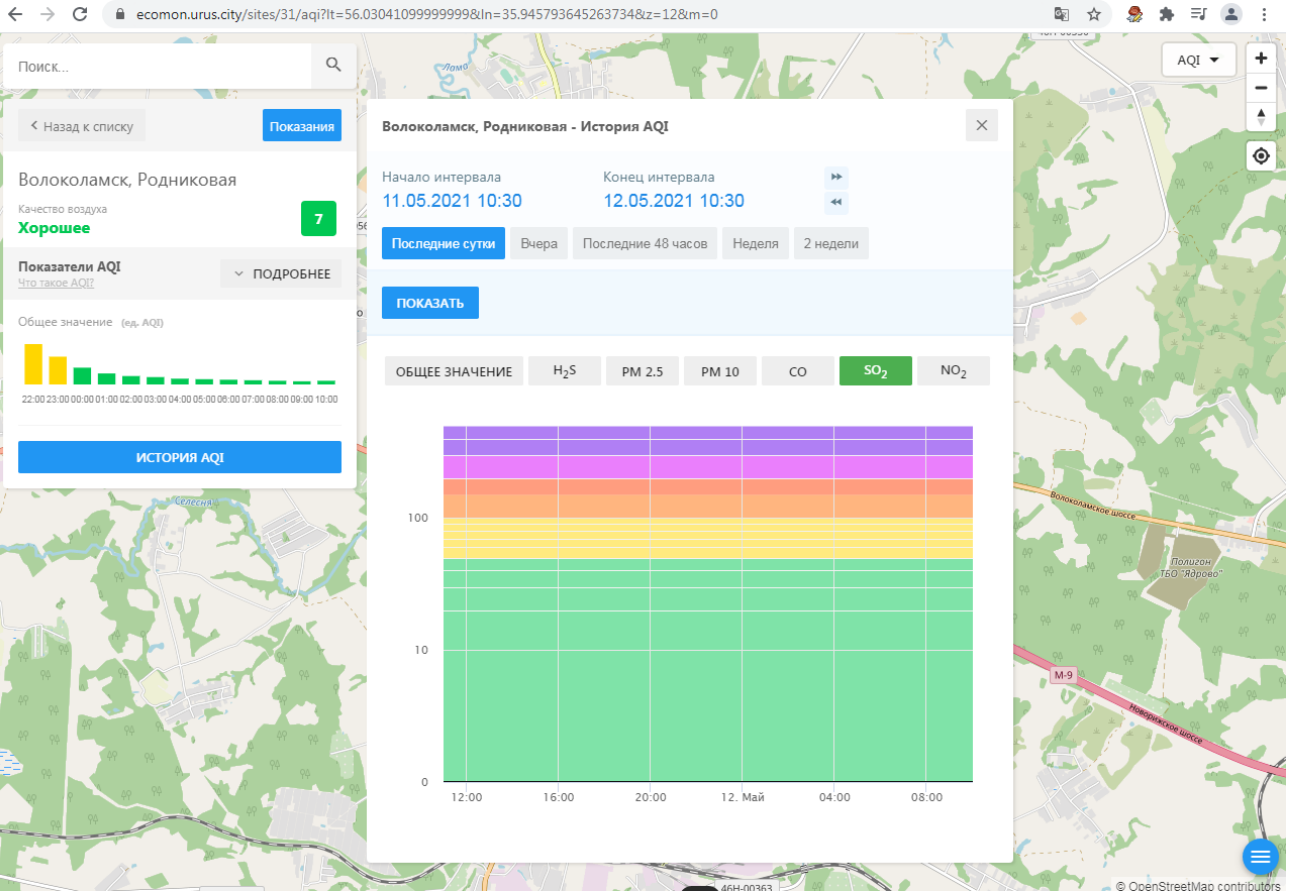 ecomon.urus.city/sites/31/aqi?lt=56.03041099999999&ln=35.945793645263734&z=12&m=0
Поиск...
AQI
Назад к списку
Показания
Волоколамск, Родниковая
Качество воздуха
Хорошее
7
Показатели AQI
Что такое AQI?
ПОДРОБНЕЕ
Общее значение (ед. AQI)
22:00 23:00 00:00 01:00 02:00 03:00 04:00 05:00 06:00 07:00 08:00 09:00 10:00
ИСТОРИЯ AQI
Волоколамск, Родниковая - История AQI
Начало интервала
Конец интервала
11.05.2021 10:30
12.05.2021 10:30
Последние сутки
Вчера
Последние 48 часов
Неделя
2 недели
ПОКАЗАТЬ
ОБЩЕЕ ЗНАЧЕНИЕ
H2S
PM 2.5
PM 10
CO
SO2
NO2
100
10
0
12:00 16:00 20:00 12. Май 04:00 08:00
Лама
Селесня
Волоколамское шоссе
Полигон
ТБО "Ядрово"
М-9
Новорижское шоссе
46Н-00363
© OpenStreetMap contributors